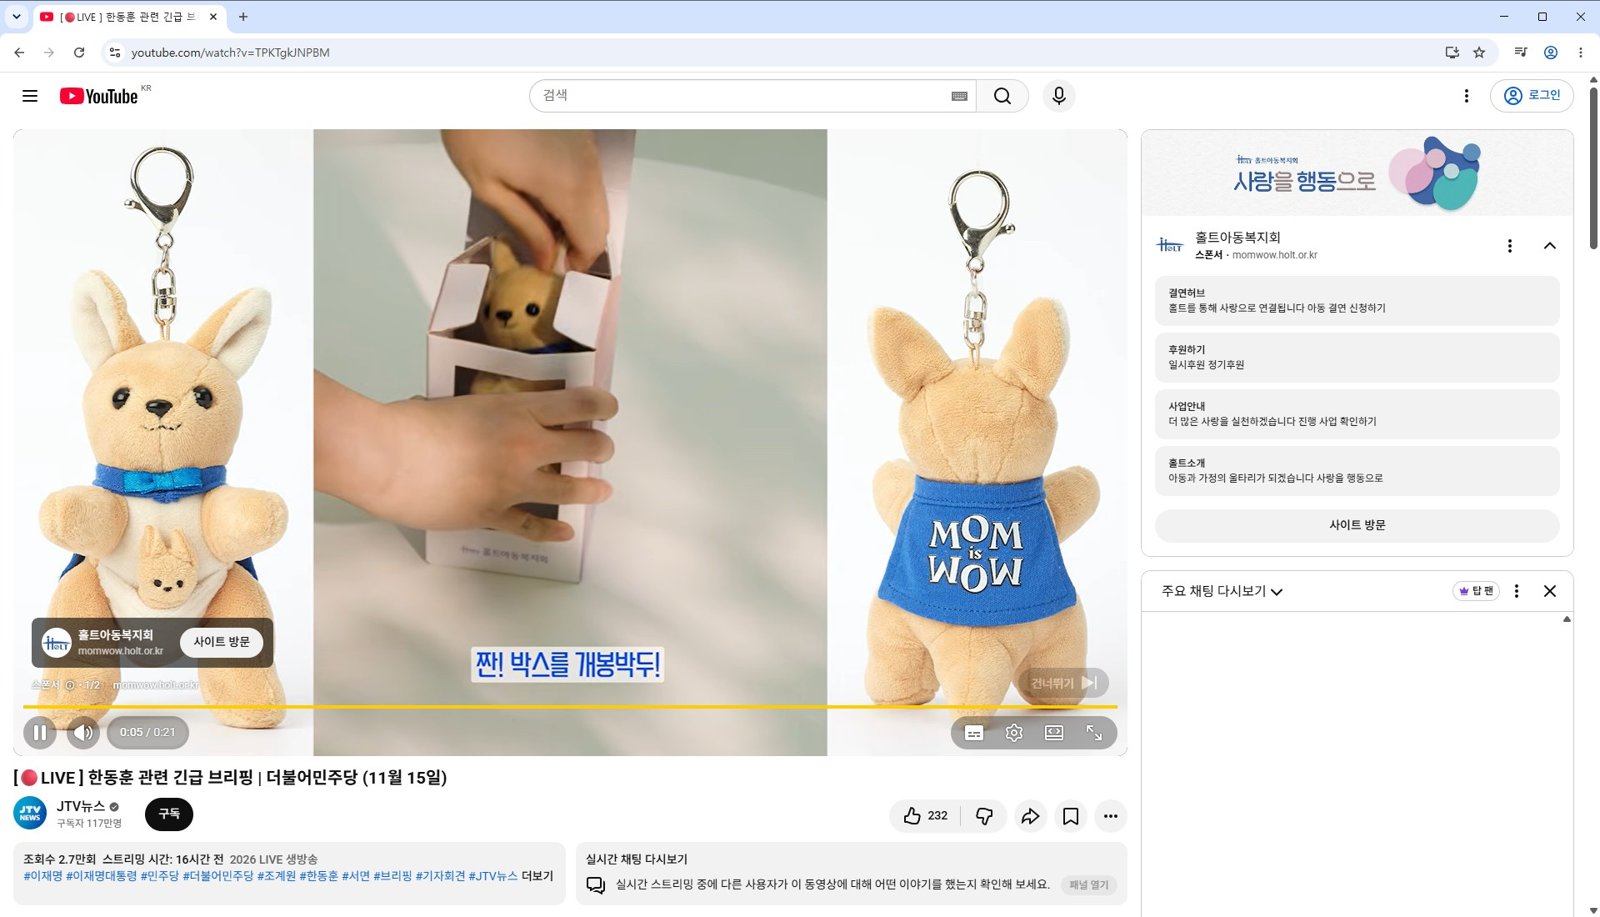 [🔴LIVE ] 한동훈 관련 긴급 브
youtube.com/watch?v=TPKTgkJNPBM
YouTube KR
검색
로그인
MOM
is
WOW
짠! 박스를 개봉박두!
홀트아동복지회
HOLT
홀트아동복지회
momwow.holt.or.kr
사이트 방문
스폰서 · 1/2 momwow.holt.or.kr
건너뛰기
0:05 / 0:21
[🔴LIVE ] 한동훈 관련 긴급 브리핑 | 더불어민주당 (11월 15일)
JTV NEWS
JTV뉴스
구독자 117만명
구독
232
조회수 2.7만회 스트리밍 시간: 16시간 전 2026 LIVE 생방송
#이재명 #이재명대통령 #민주당 #더불어민주당 #조계원 #한동훈 #서면 #브리핑 #기자회견 #JTV뉴스 더보기
실시간 채팅 다시보기
실시간 스트리밍 중에 다른 사용자가 이 동영상에 대해 어떤 이야기를 했는지 확인해 보세요.
패널 열기
홀트아동복지회
사랑을 행동으로
HOLT
홀트아동복지회
스폰서 · momwow.holt.or.kr
결연허브
홀트를 통해 사랑으로 연결됩니다 아동 결연 신청하기
후원하기
일시후원 정기후원
사업안내
더 많은 사랑을 실천하겠습니다 진행 사업 확인하기
홀트소개
아동과 가정의 울타리가 되겠습니다 사랑을 행동으로
사이트 방문
주요 채팅 다시보기
탑 팬